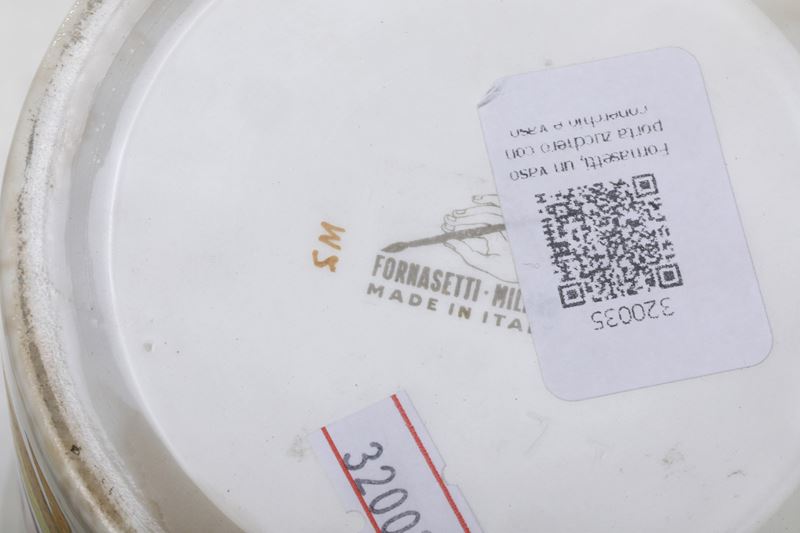 FORNASETTI · MIL
MADE IN ITA
Fornasetti, un vaso
porta zucchero con
coperchio e vaso
320035
3200